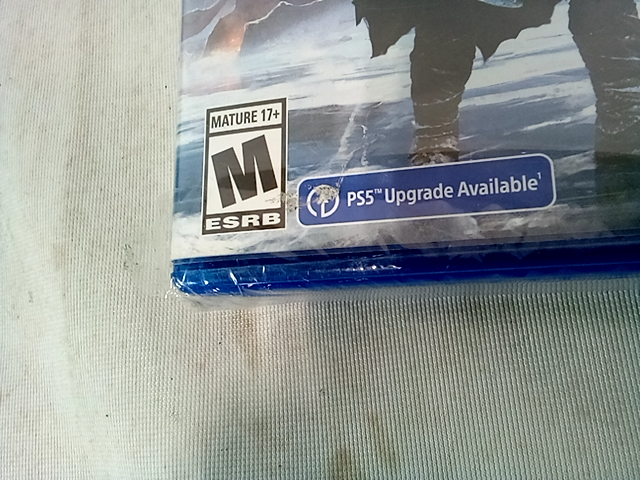 MATURE 17+
M
ESRB
PS5™ Upgrade Available¹